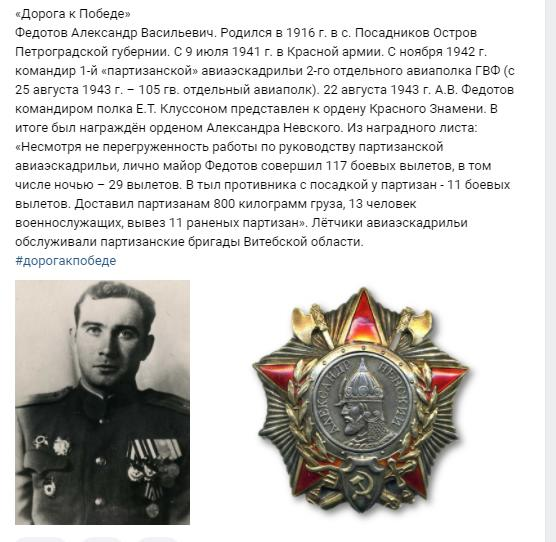 «Дорога к Победе»
Федотов Александр Васильевич. Родился в 1916 г. в с. Посадников Остров
Петроградской губернии. С 9 июля 1941 г. в Красной армии. С ноября 1942 г.
командир 1-й «партизанской» авиаэскадрильи 2-го отдельного авиаполка ГВФ (с
25 августа 1943 г. – 105 гв. отдельный авиаполк). 22 августа 1943 г. А.В. Федотов
командиром полка Е.Т. Клуссоном представлен к ордену Красного Знамени. В
итоге был награждён орденом Александра Невского. Из наградного листа:
«Несмотря не перегруженность работы по руководству партизанской
авиаэскадрильи, лично майор Федотов совершил 117 боевых вылетов, в том
числе ночью – 29 вылетов. В тыл противника с посадкой у партизан - 11 боевых
вылетов. Доставил партизанам 800 килограмм груза, 13 человек
военнослужащих, вывез 11 раненых партизан». Лётчики авиаэскадрильи
обслуживали партизанские бригады Витебской области.
#дорогакпобеде
АЛЕКСАНДР НЕВСКИЙ